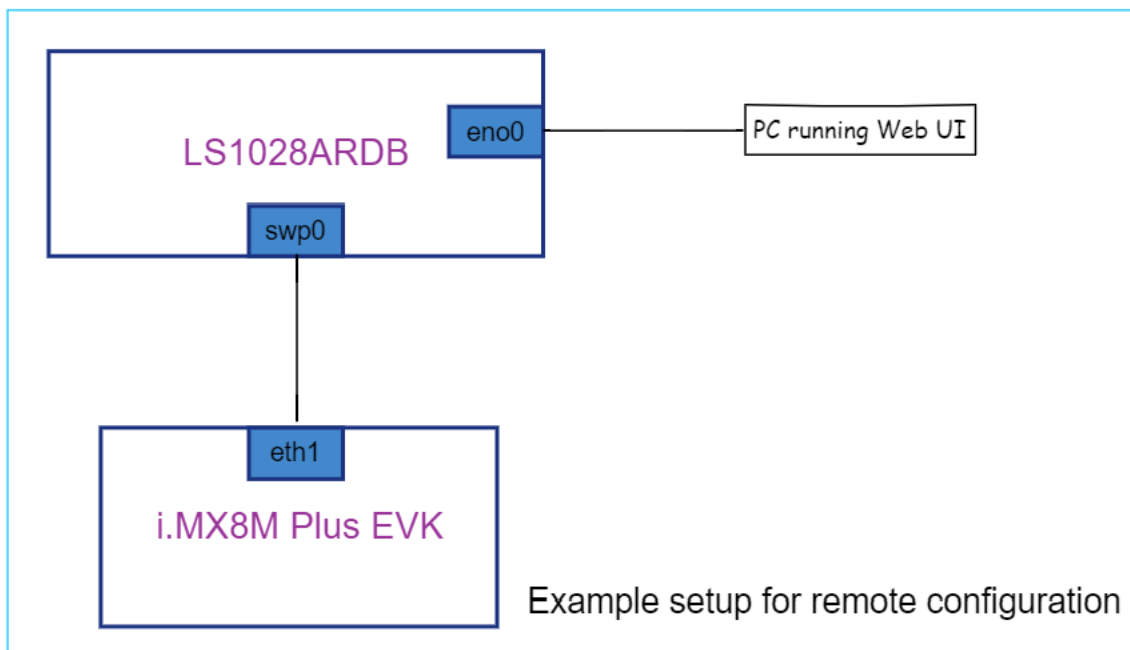 eno0
PC running Web UI
LS1028ARDB
swp0
eth1
i.MX8M Plus EVK
Example setup for remote configuration